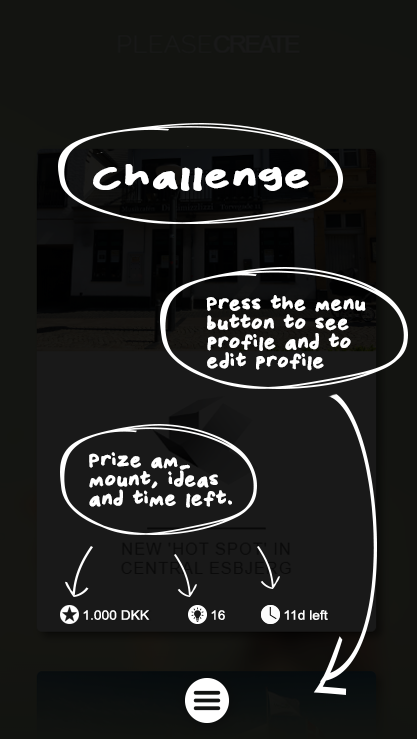 PLEASECREATE
Challenge
Press the menu
button to see
profile and to
edit profile
Prize am_
mount, ideas
and time left.
NEW 'HOT SPOT' IN
CENTRAL ESBJERG
1.000 DKK 16 11d left